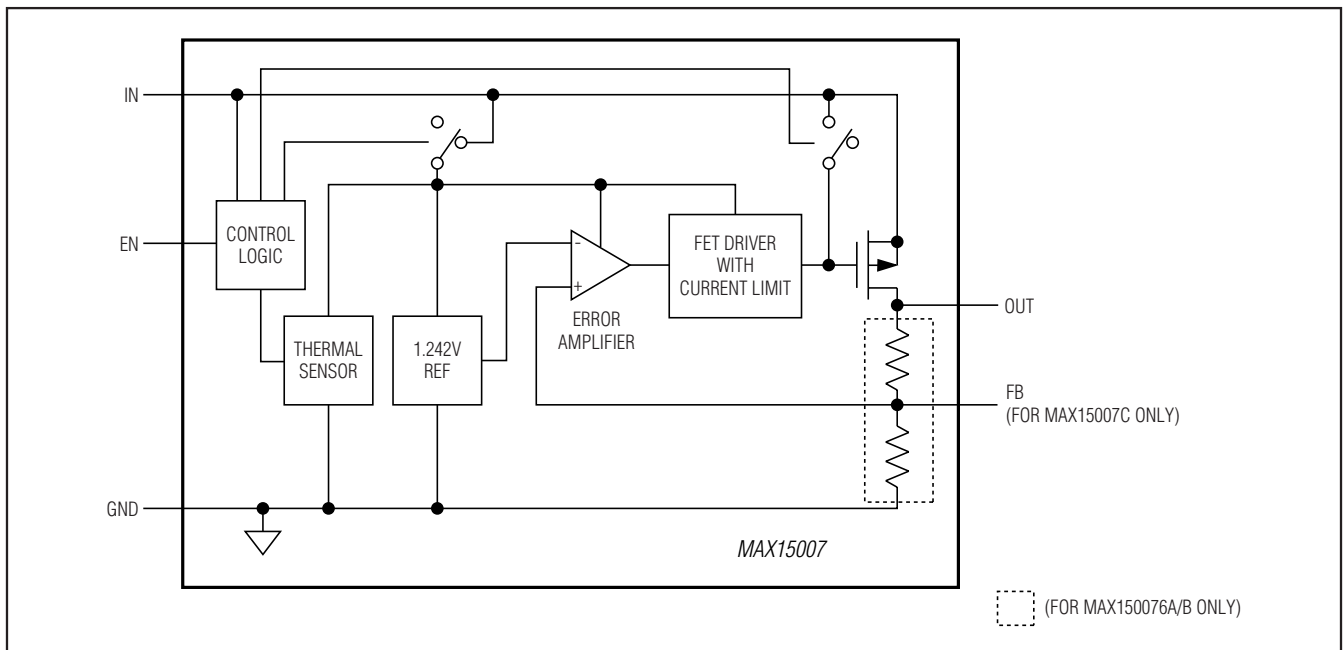 IN
EN
CONTROL
LOGIC
THERMAL
SENSOR
1.242V
REF
-
+
ERROR
AMPLIFIER
FET DRIVER
WITH
CURRENT LIMIT
OUT
FB
(FOR MAX15007C ONLY)
GND
MAX15007
(FOR MAX150076A/B ONLY)